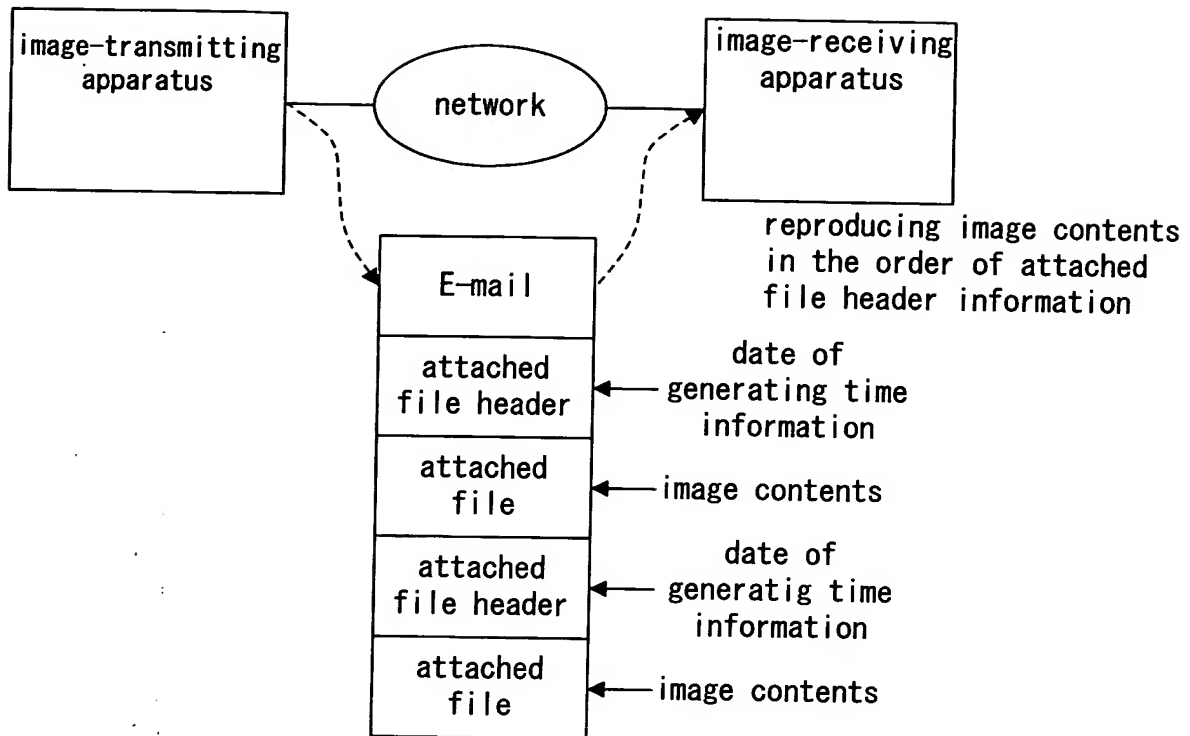 image-transmitting
apparatus
network
image-receiving
apparatus
reproducing image contents
in the order of attached
file header information
E-mail
attached
file header
date of
generating time
information
attached
file
image contents
attached
file header
date of
generatig time
information
attached
file
image contents